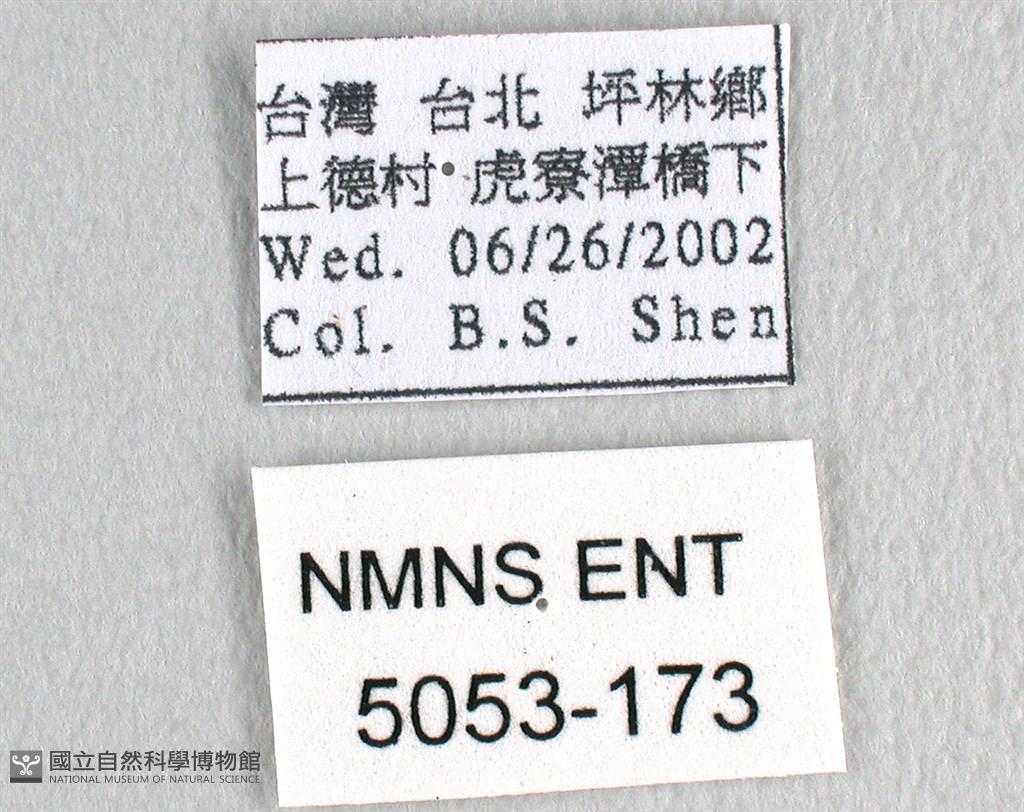 台灣 台北 坪林鄉
上德村 虎寮潭橋下
Wed. 06/26/2002
Col. B.S. Shen
NMNS ENT
5053-173
國立自然科學博物館
NATIONAL MUSEUM OF NATURAL SCIENCE